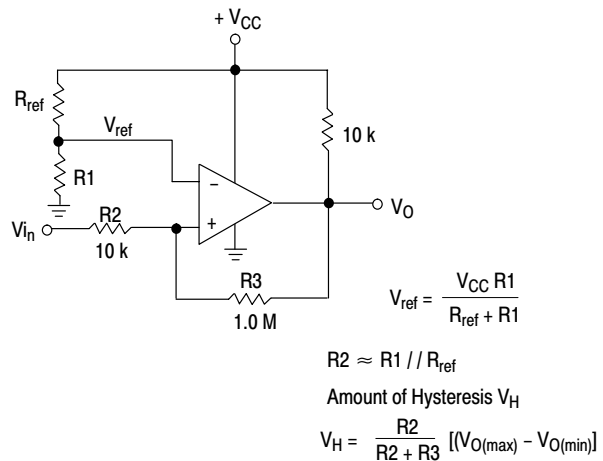 + VCC
Rref
Vref
10 k
R1
–
VO
Vin
R2
+
10 k
R3
1.0 M
Vref = VCC R1 / Rref + R1
R2 ≈ R1 // Rref
Amount of Hysteresis VH
VH = R2 / R2 + R3 [(VO(max) – VO(min)]